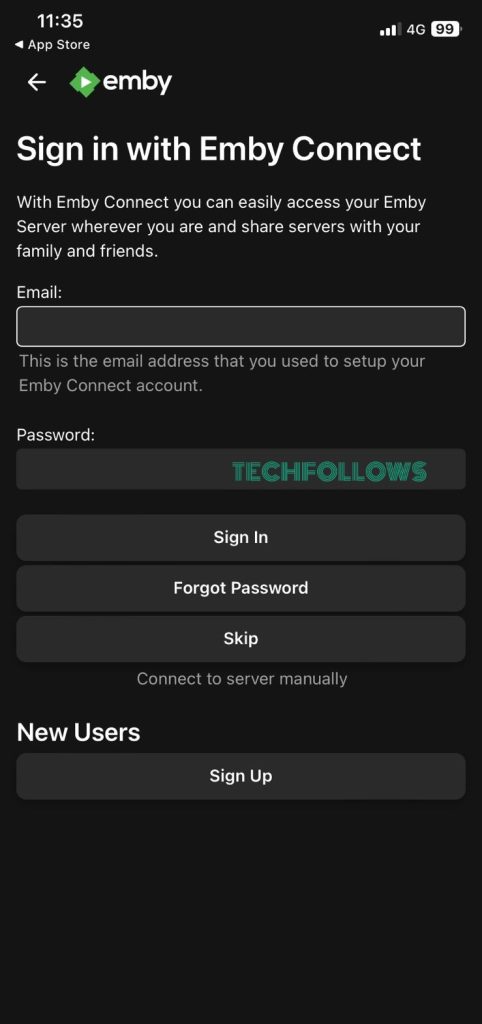 11:35
4G 99
◀ App Store
emby
Sign in with Emby Connect
With Emby Connect you can easily access your Emby
Server wherever you are and share servers with your
family and friends.
Email:
This is the email address that you used to setup your
Emby Connect account.
Password:
TECHFOLLOWS
Sign In
Forgot Password
Skip
Connect to server manually
New Users
Sign Up